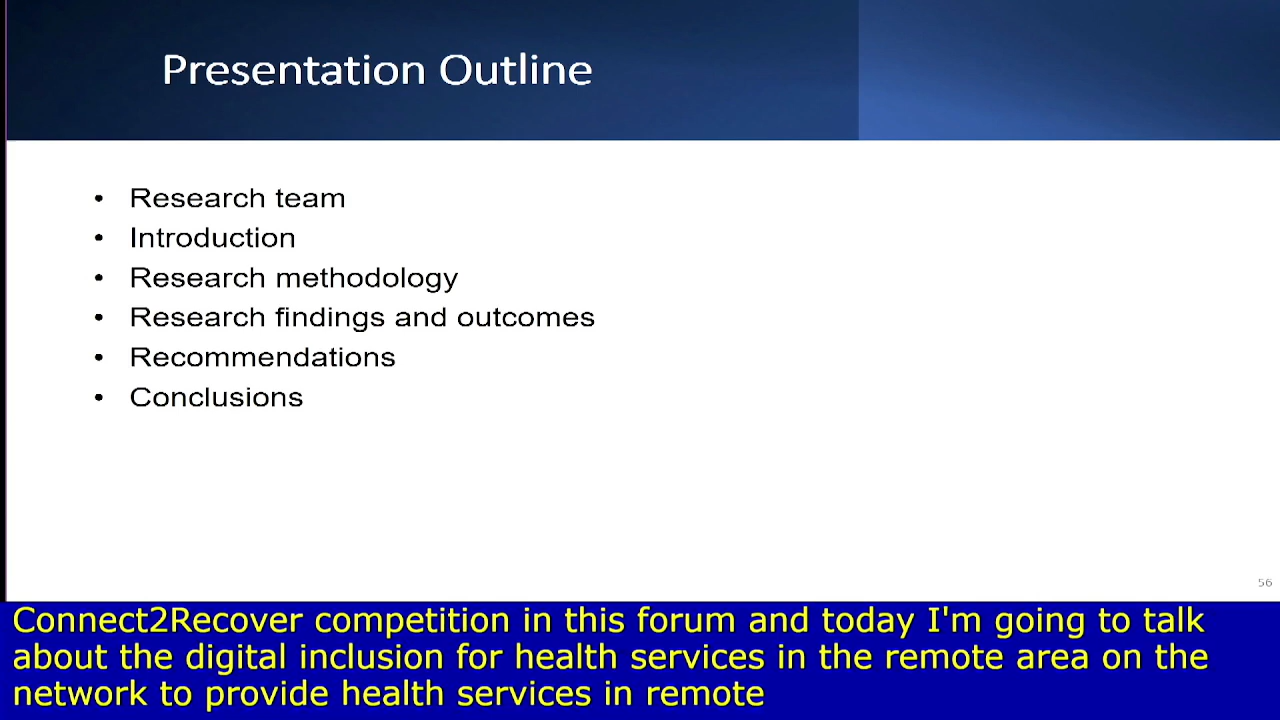 Presentation Outline
• Research team
• Introduction
• Research methodology
• Research findings and outcomes
• Recommendations
• Conclusions
56
Connect2Recover competition in this forum and today I'm going to talk
about the digital inclusion for health services in the remote area on the
network to provide health services in remote